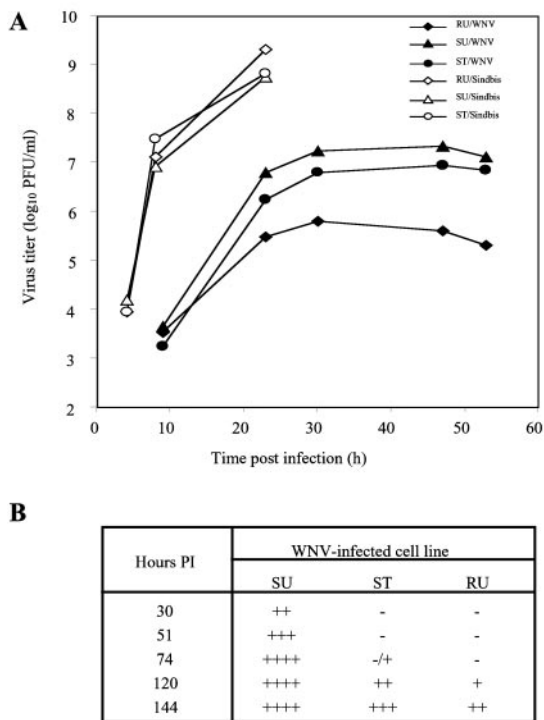 A
10
9
8
7
6
5
4
3
2
Virus titer (log10 PFU/ml)
RU/WNV
SU/WNV
ST/WNV
RU/Sindbis
SU/Sindbis
ST/Sindbis
0 10 20 30 40 50 60
Time post infection (h)
B
Hours PI WNV-infected cell line
SU ST RU
30 ++ - -
51 +++ - -
74 ++++ -/+ -
120 ++++ ++ +
144 ++++ +++ ++